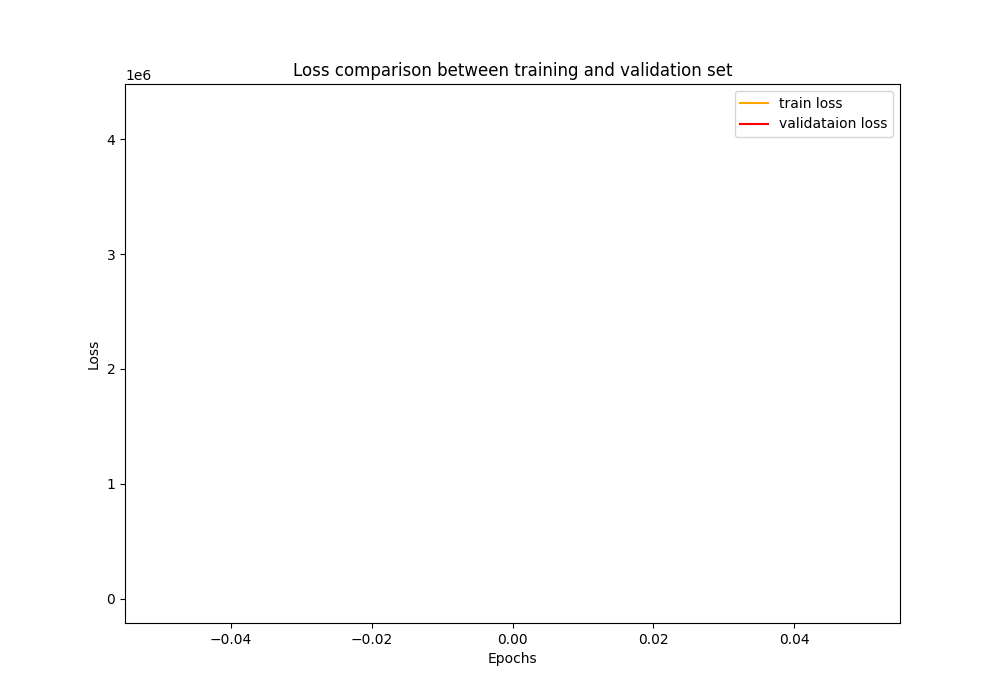 Loss comparison between training and validation set
1e6
train loss
validataion loss
4
3
2
1
0
Loss
−0.04
−0.02
0.00
0.02
0.04
Epochs